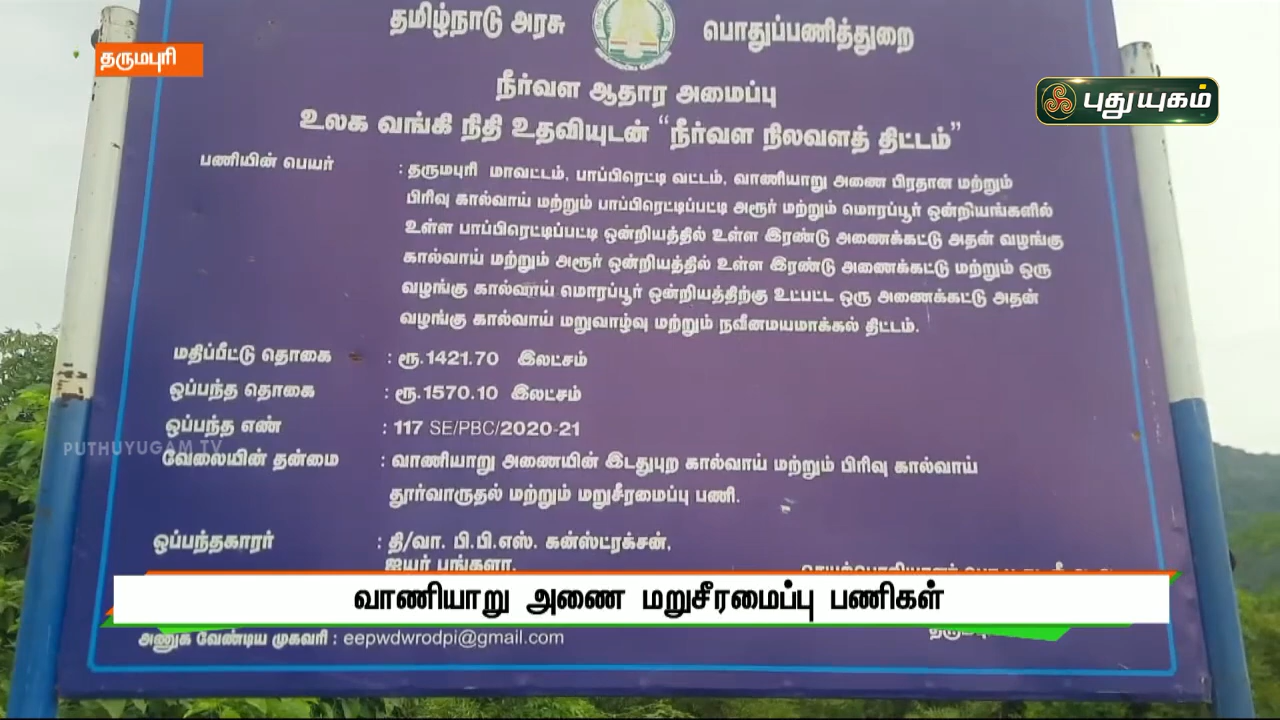 தமிழ்நாடு அரசு பொதுப்பணித்துறை
தருமபுரி
புதுயுகம்
நீர்வள ஆதார அமைப்பு
உலக வங்கி நிதி உதவியுடன் “நீர்வள நிலவளத் திட்டம்”
பணியின் பெயர் : தருமபுரி மாவட்டம், பாப்பிரெட்டி வட்டம், வாணியாறு அணை பிரதான மற்றும்
பிரிவு கால்வாய் மற்றும் பாப்பிரெட்டிப்பட்டி அரூர் மற்றும் மொரப்பூர் ஒன்றியங்களில்
உள்ள பாப்பிரெட்டிப்பட்டி ஒன்றியத்தில் உள்ள இரண்டு அணைக்கட்டு அதன் வழங்கு
கால்வாய் மற்றும் அரூர் ஒன்றியத்தில் உள்ள இரண்டு அணைக்கட்டு மற்றும் ஒரு
வழங்கு கால்வாய் மொரப்பூர் ஒன்றியத்திற்கு உட்பட்ட ஒரு அணைக்கட்டு அதன்
வழங்கு கால்வாய் மறுவாழ்வு மற்றும் நவீனமயமாக்கல் திட்டம்.
மதிப்பீட்டு தொகை : ரூ.1421.70 இலட்சம்
ஒப்பந்த தொகை : ரூ.1570.10 இலட்சம்
ஒப்பந்த எண் : 117 SE/PBC/2020-21
PUTHUYUGAM TV
வேலையின் தன்மை : வாணியாறு அணையின் இடதுபுற கால்வாய் மற்றும் பிரிவு கால்வாய்
தூர்வாருதல் மற்றும் மறுசீரமைப்பு பணி.
ஒப்பந்தகாரர் : தி/வா. பி.பி.எஸ். கன்ஸ்ட்ரக்சன்,
ஐயர் பங்களா,
வாணியாறு அணை மறுசீரமைப்பு பணிகள்
அணுக வேண்டிய முகவரி : eepwdwrodpi@gmail.com